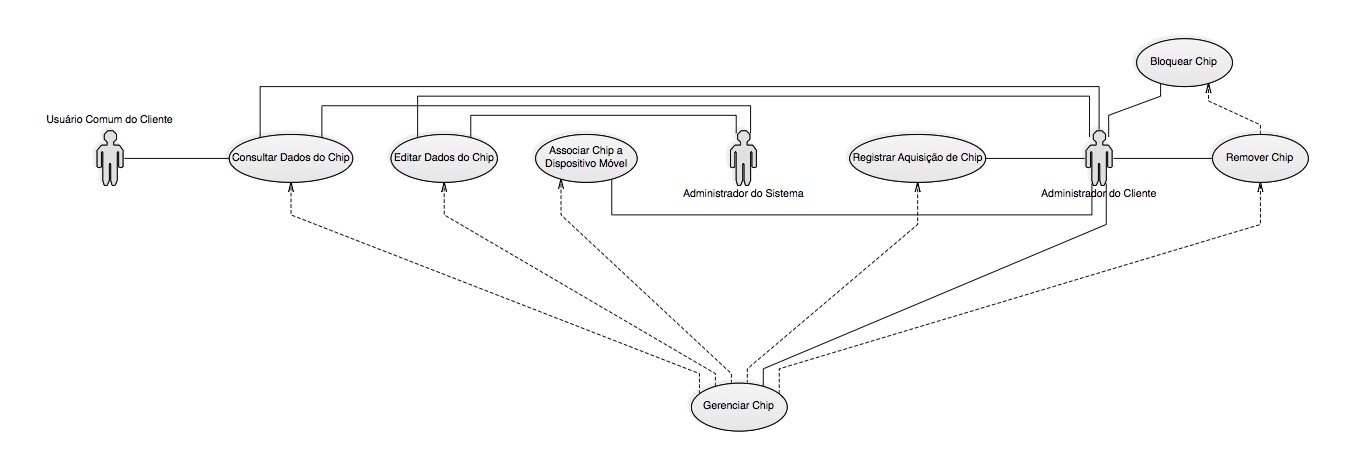 Bloquear Chip
Usuário Comum do Cliente
Consultar Dados do Chip
Editar Dados do Chip
Associar Chip a
Dispositivo Móvel
Registrar Aquisição de Chip
Remover Chip
Administrador do Sistema
Administrador do Cliente
Gerenciar Chip